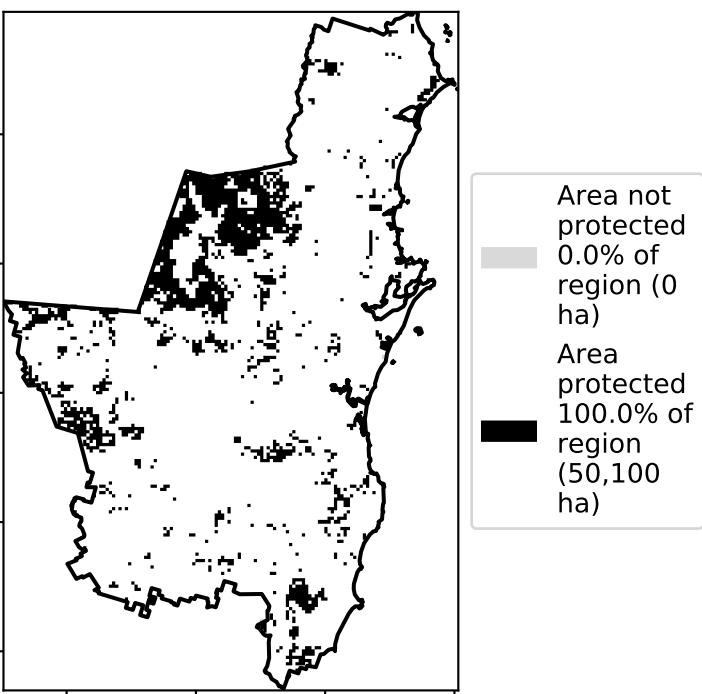 Area not
protected
0.0% of
region (0
ha)
Area
protected
100.0% of
region
(50,100
ha)